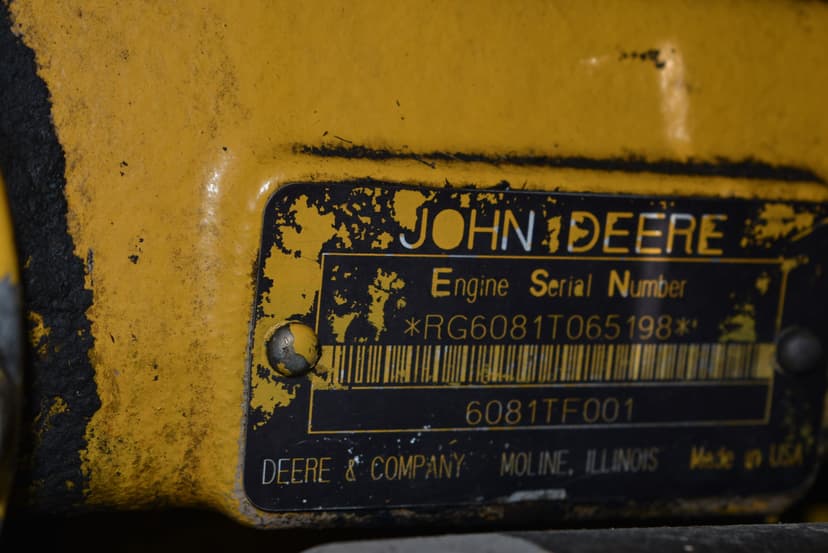 JOHN DEERE
Engine Serial Number
*RG6081T065198*
6081TF001
DEERE & COMPANY MOLINE, ILLINOIS Made in USA